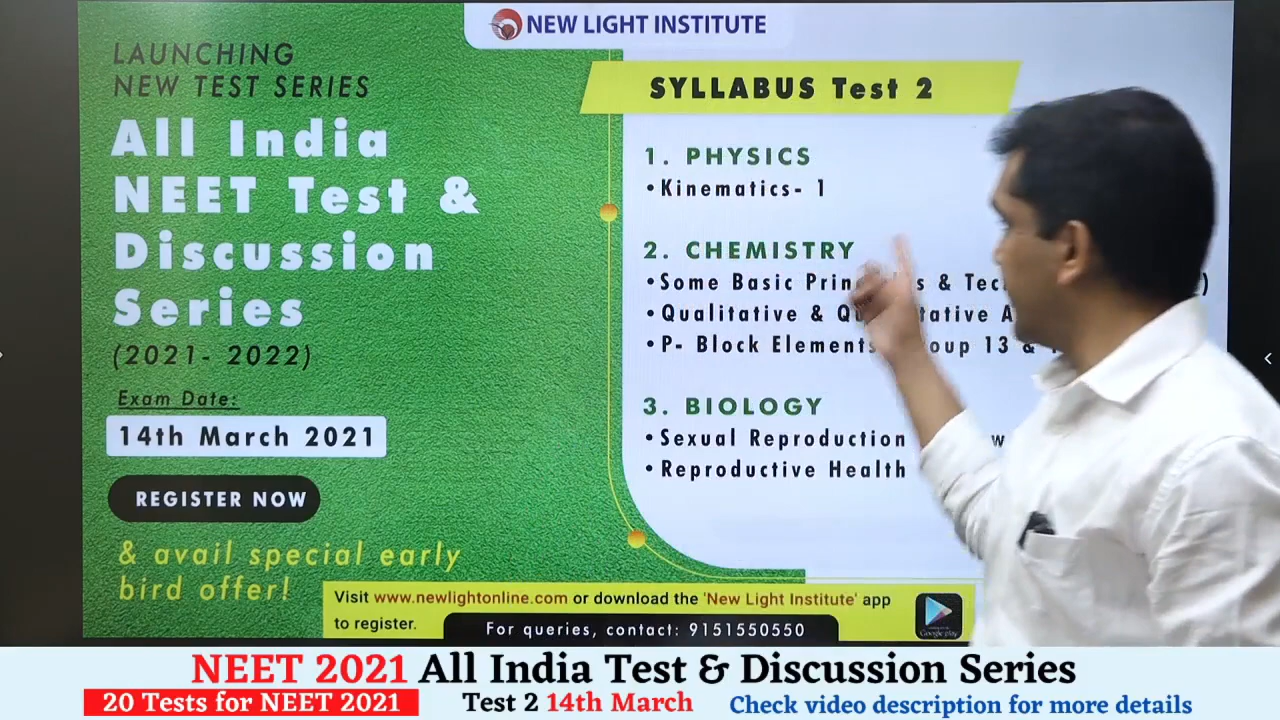 NEW LIGHT INSTITUTE
LAUNCHING
NEW TEST SERIES
All India
NEET Test &
Discussion
Series
(2021- 2022)
Exam Date:
14th March 2021
REGISTER NOW
& avail special early
bird offer!
SYLLABUS Test 2
1. PHYSICS
•Kinematics- 1
2. CHEMISTRY
•Some Basic &
•Qualitative &
•P- Block 13 &
3. BIOLOGY
•Sexual Reproduction
•Reproductive Health
Visit www.newlightonline.com or download the 'New Light Institute' app
to register.
For queries, contact: 9151550550
Google play
NEET 2021 All India Test & Discussion Series
20 Tests for NEET 2021 Test 2 14th March Check video description for more details